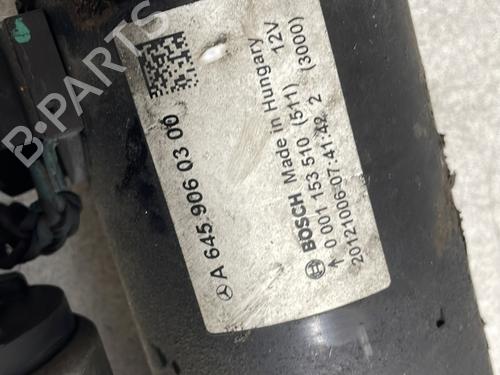 A 645 906 03 00
BOSCH Made in Hungary 12V
0 001 153 510 (511) (3000)
20121006 07:41:42 2
B-PARTS